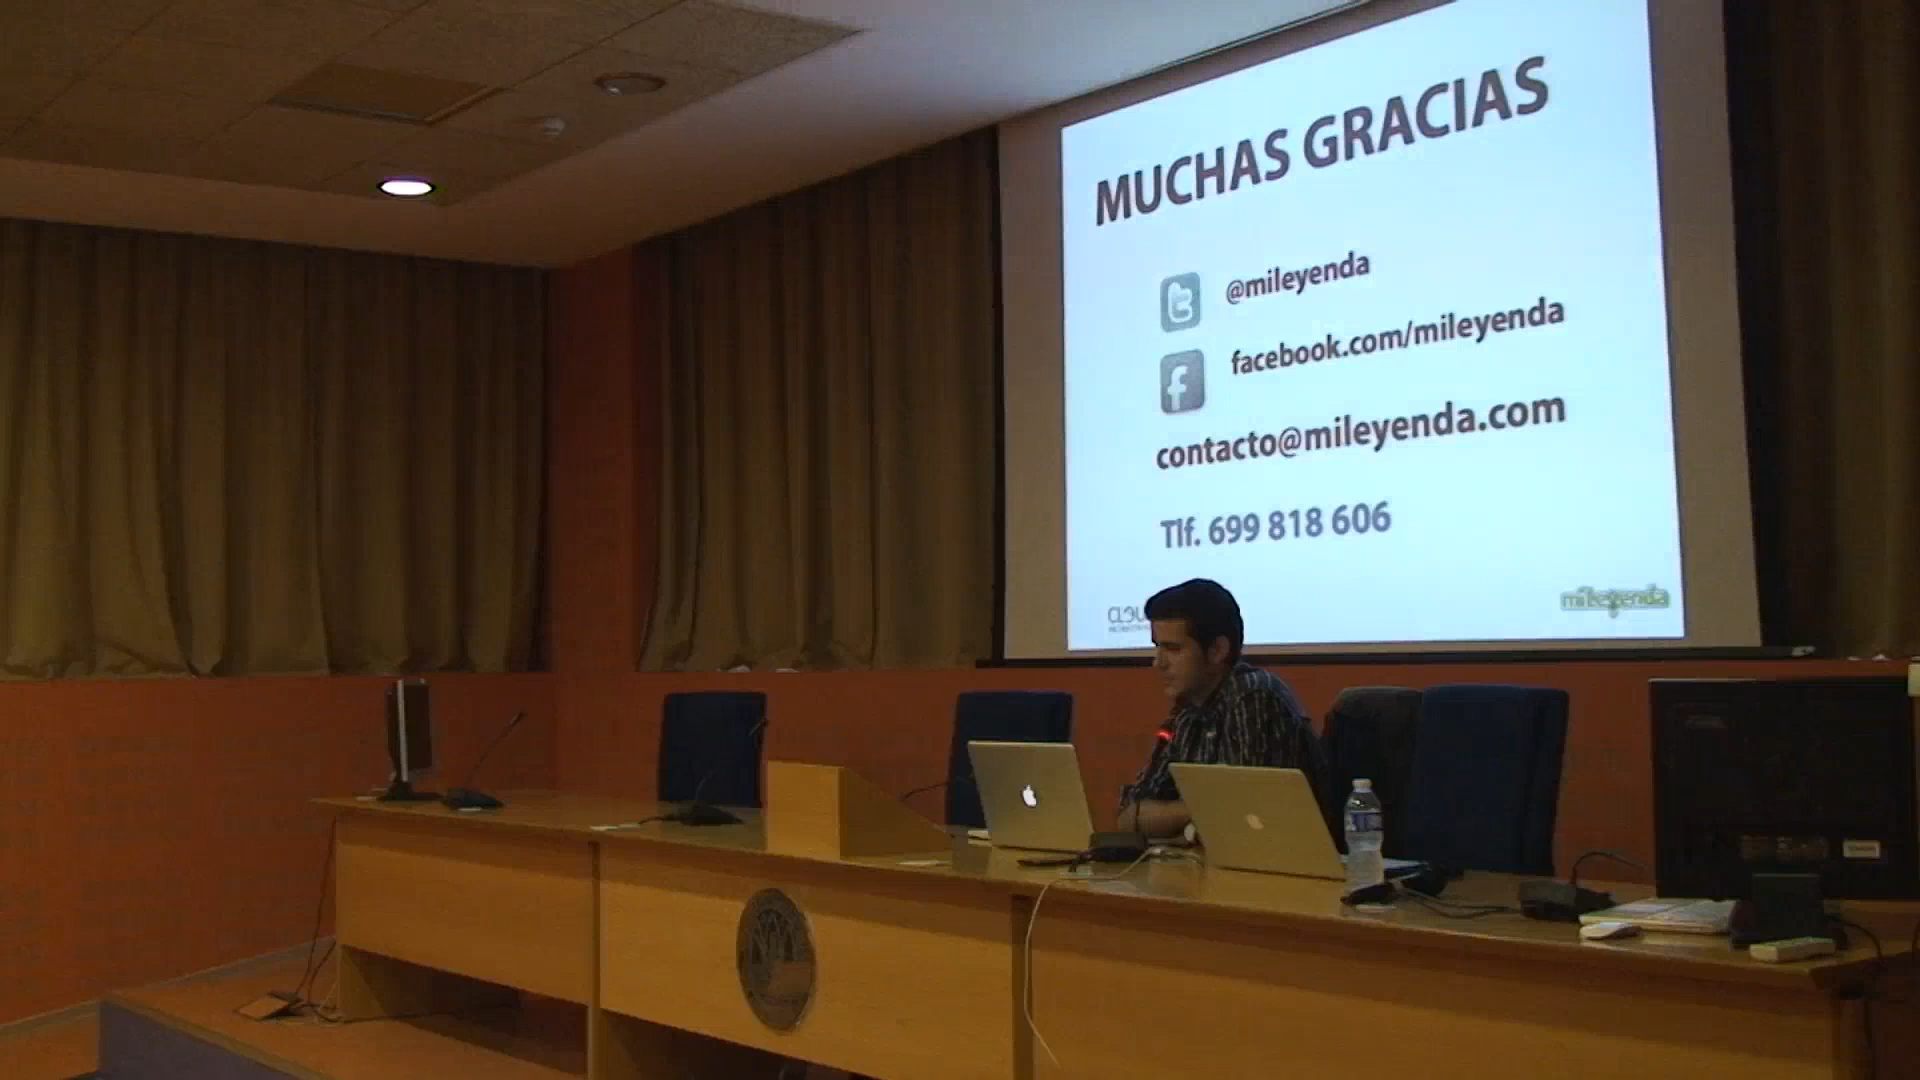 MUCHAS GRACIAS
@mileyenda
facebook.com/mileyenda
contacto@mileyenda.com
Tlf. 699 818 606
mileyenda